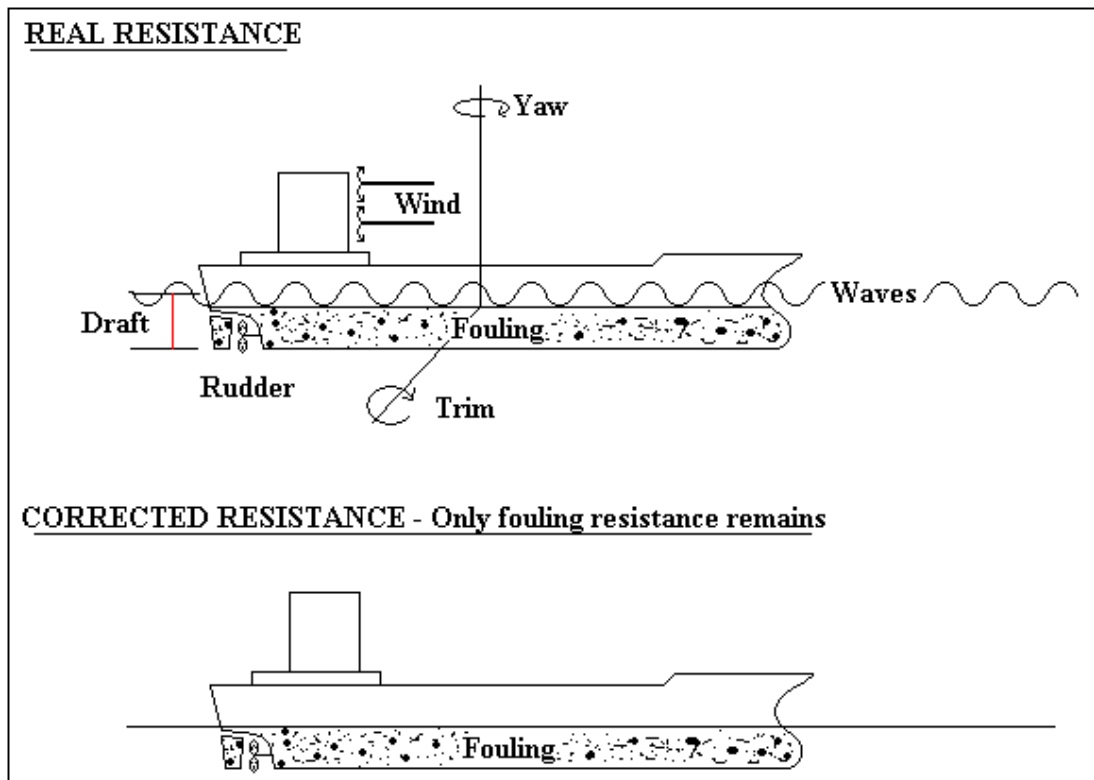 REAL RESISTANCE
Yaw
Wind
Waves
Draft
Fouling
Rudder
Trim
CORRECTED RESISTANCE - Only fouling resistance remains
Fouling